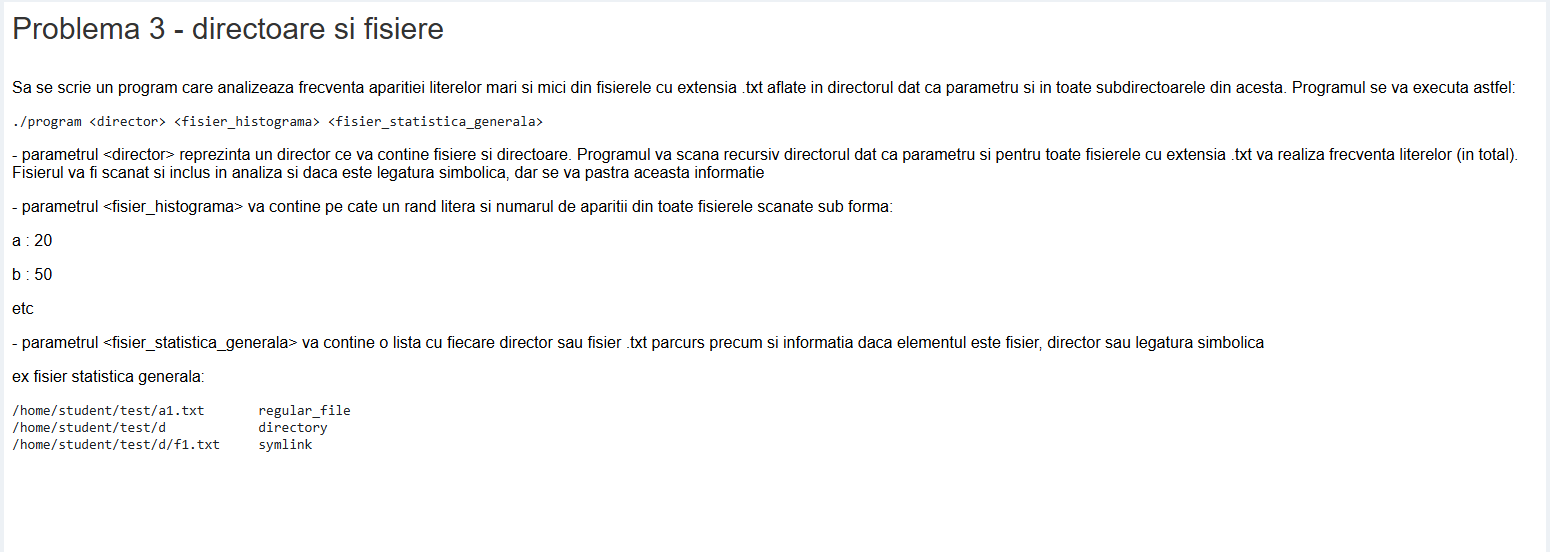 Problema 3 - directoare si fisiere
Sa se scrie un program care analizeaza frecventa aparitiei literelor mari si mici din fisierele cu extensia .txt aflate in directorul dat ca parametru si in toate subdirectoarele din acesta. Programul se va executa astfel:
./program <director> <fisier_histograma> <fisier_statistica_generala>
- parametrul <director> reprezinta un director ce va contine fisiere si directoare. Programul va scana recursiv directorul dat ca parametru si pentru toate fisierele cu extensia .txt va realiza frecventa literelor (in total).
Fisierul va fi scanat si inclus in analiza si daca este legatura simbolica, dar se va pastra aceasta informatie
- parametrul <fisier_histograma> va contine pe cate un rand litera si numarul de aparitii din toate fisierele scanate sub forma:
a : 20
b : 50
etc
- parametrul <fisier_statistica_generala> va contine o lista cu fiecare director sau fisier .txt parcurs precum si informatia daca elementul este fisier, director sau legatura simbolica
ex fisier statistica generala:
/home/student/test/a1.txt regular_file
/home/student/test/d directory
/home/student/test/d/f1.txt symlink